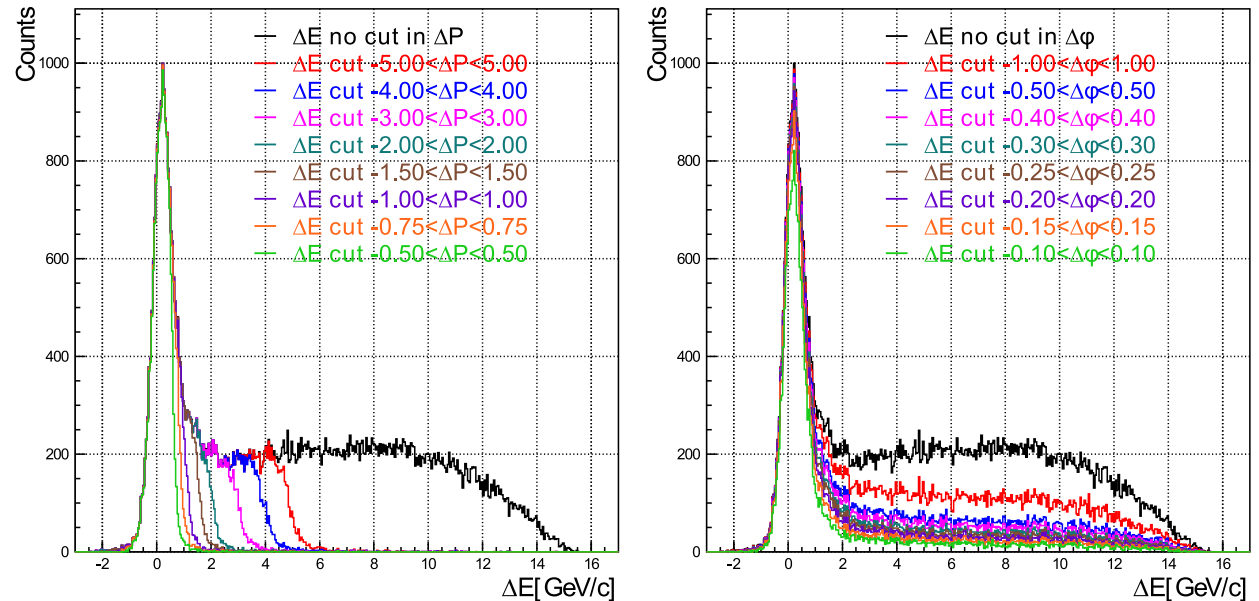 Counts
1000
800
600
400
200
0
-2 0 2 4 6 8 10 12 14 16
ΔE[ GeV/c]
ΔE no cut in ΔP
ΔE cut -5.00<ΔP<5.00
ΔE cut -4.00<ΔP<4.00
ΔE cut -3.00<ΔP<3.00
ΔE cut -2.00<ΔP<2.00
ΔE cut -1.50<ΔP<1.50
ΔE cut -1.00<ΔP<1.00
ΔE cut -0.75<ΔP<0.75
ΔE cut -0.50<ΔP<0.50
Counts
1000
800
600
400
200
0
-2 0 2 4 6 8 10 12 14 16
ΔE[ GeV/c]
ΔE no cut in Δφ
ΔE cut -1.00<Δφ<1.00
ΔE cut -0.50<Δφ<0.50
ΔE cut -0.40<Δφ<0.40
ΔE cut -0.30<Δφ<0.30
ΔE cut -0.25<Δφ<0.25
ΔE cut -0.20<Δφ<0.20
ΔE cut -0.15<Δφ<0.15
ΔE cut -0.10<Δφ<0.10